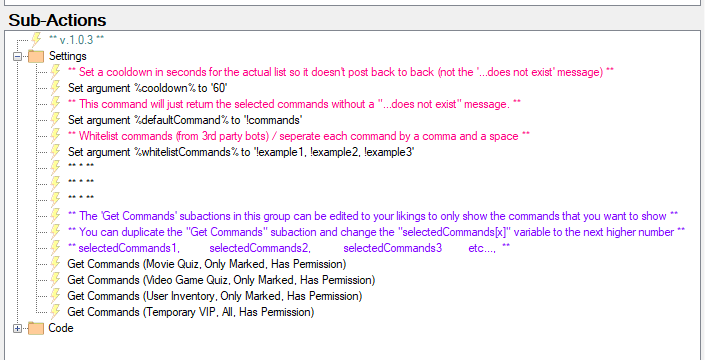 Sub-Actions
** v.1.0.3 **
Settings
** Set a cooldown in seconds for the actual list so it doesn't post back to back (not the '...does not exist' message) **
Set argument %cooldown% to '60'
** This command will just return the selected commands without a "...does not exist" message. **
Set argument %defaultCommand% to '!commands'
** Whitelist commands (from 3rd party bots) / seperate each command by a comma and a space **
Set argument %whitelistCommands% to '!example1, !example2, !example3'
** * **
** * **
** * **
** The 'Get Commands' subactions in this group can be edited to your likings to only show the commands that you want to show **
** You can duplicate the "Get Commands" subaction and change the "selectedCommands[x]" variable to the next higher number **
** selectedCommands1, selectedCommands2, selectedCommands3 etc..., **
Get Commands (Movie Quiz, Only Marked, Has Permission)
Get Commands (Video Game Quiz, Only Marked, Has Permission)
Get Commands (User Inventory, Only Marked, Has Permission)
Get Commands (Temporary VIP, All, Has Permission)
Code